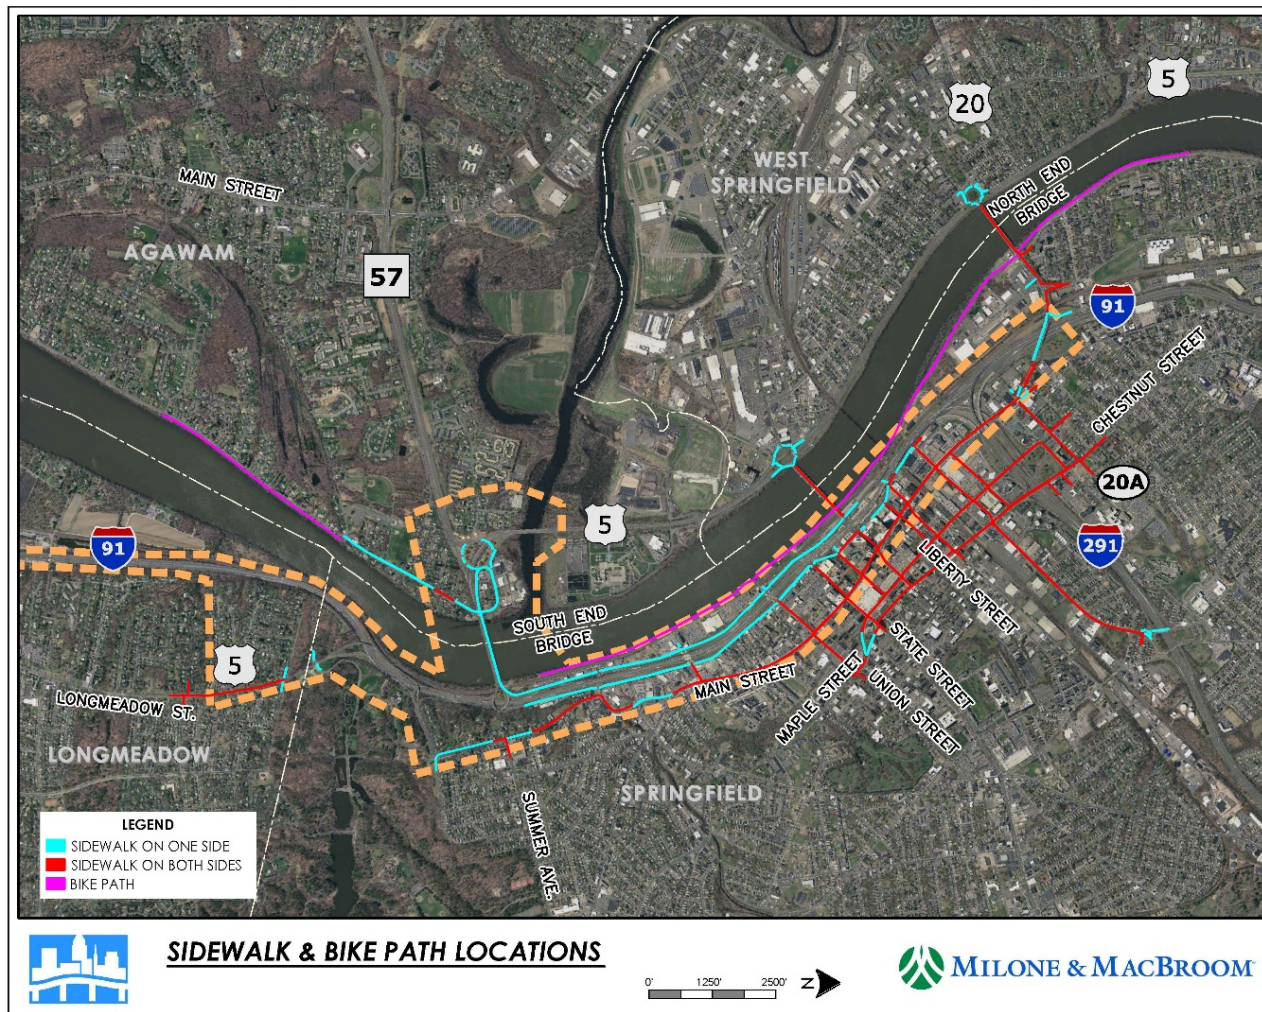 5
20
WEST
SPRINGFIELD
MAIN STREET
NORTH END
BRIDGE
AGAWAM
57
91
CHESTNUT STREET
20A
5
91
291
LIBERTY STREET
SOUTH END
BRIDGE
STATE STREET
5
MAIN STREET
MAPLE STREET
UNION STREET
LONGMEADOW ST.
LONGMEADOW
SPRINGFIELD
SUMMER AVE.
LEGEND
SIDEWALK ON ONE SIDE
SIDEWALK ON BOTH SIDES
BIKE PATH
SIDEWALK & BIKE PATH LOCATIONS
0' 1250' 2500'
N
MILONE & MACBROOM